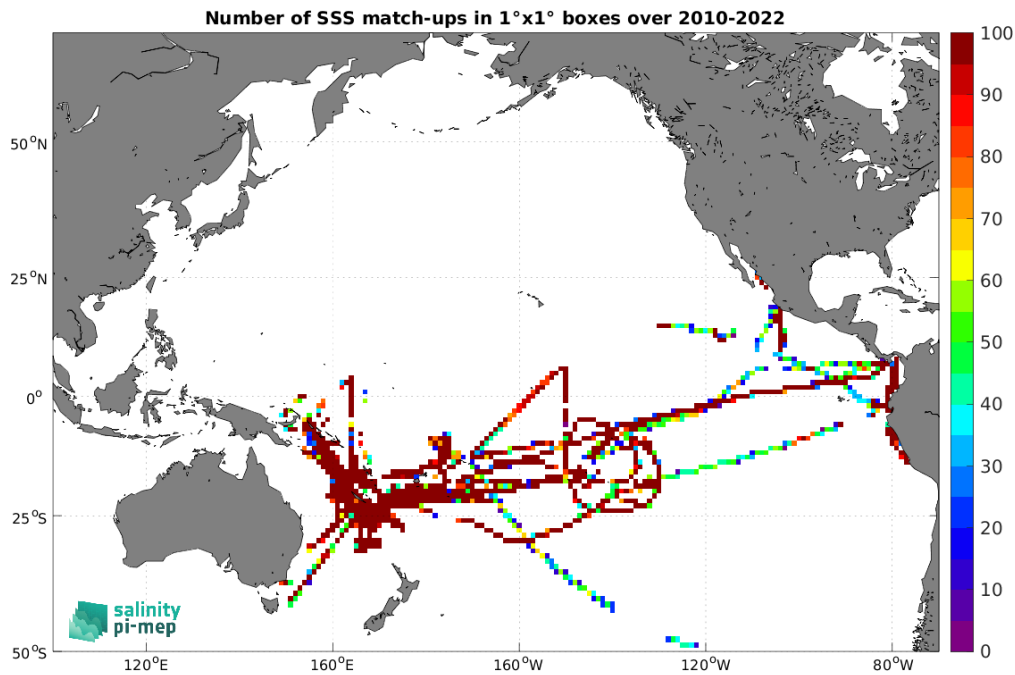 Number of SSS match-ups in 1°x1° boxes over 2010-2022
50°N
25°N
0°
25°S
50°S
120°E
160°E
160°W
120°W
80°W
100
90
80
70
60
50
40
30
20
10
0
salinity
pi-mep